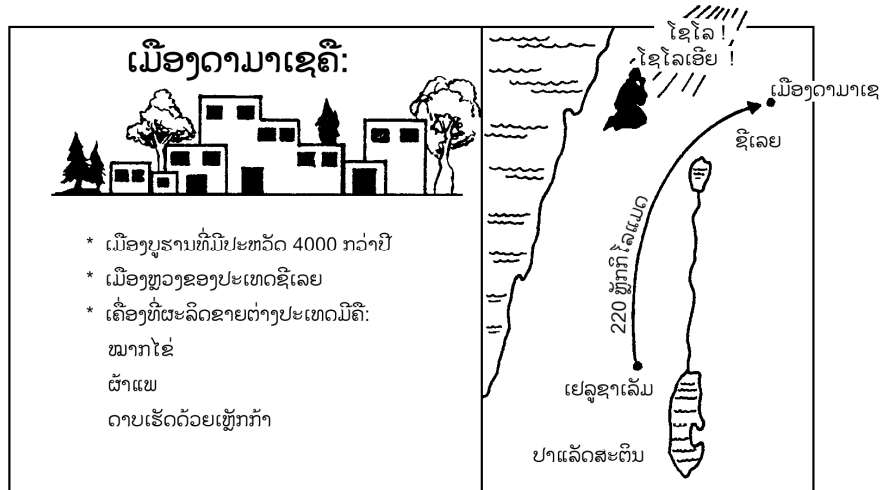 ເມືອງດາມາເຊຄື:
* ເມືອງບູຮານທີ່ມີປະຫວັດ 4000 ກວ່າປີ
* ເມືອງຫຼວງຂອງປະເທດຊີເລຍ
* ເຄື່ອງທີ່ຜະລິດຂາຍຕ່າງປະເທດມີຄື:
ໝາກໄຂ່
ຜ້າແພ
ດາບເຮັດດ້ວຍເຫຼັກກ້າ
ໂຊໂລ !
ໂຊໂລເອີຍ !
ເມືອງດາມາເຊ
ຊີເລຍ
220 ຫຼັກກິໂລແມດ
ເຢລູຊາເລັມ
ປາແລັດສະຕິນ